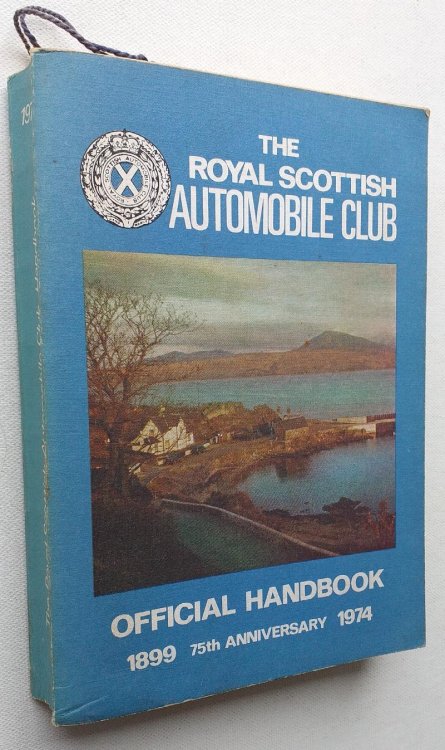 THE
ROYAL SCOTTISH
AUTOMOBILE CLUB
OFFICIAL HANDBOOK
1899 75th ANNIVERSARY 1974
The Royal Scottish Automobile Club Handbook